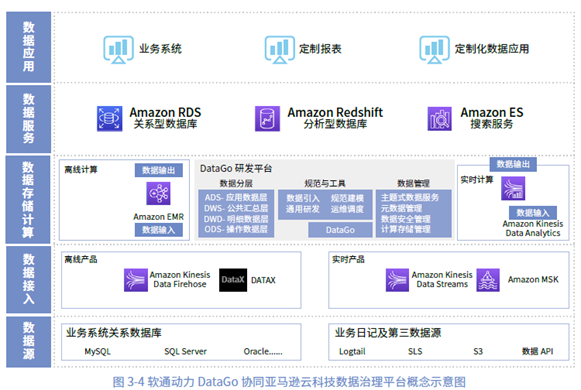 数据应用
业务系统
定制报表
定制化数据应用
数据服务
Amazon RDS
关系型数据库
Amazon Redshift
分析型数据库
Amazon ES
搜索服务
数据存储计算
离线计算
数据输出
Amazon EMR
数据输入
DataGo 研发平台
数据分层
ADS- 应用数据层
DWS- 公共汇总层
DWD- 明细数据层
ODS- 操作数据层
规范与工具
数据引入 规范建模
通用研发 运维调度
DataGo
数据管理
主题式数据服务
元数据管理
数据安全管理
计算存储管理
数据输出
实时计算
数据输入
Amazon Kinesis
Data Analytics
数据接入
离线产品
Amazon Kinesis
Data Firehose
DataX
DATAX
实时产品
Amazon Kinesis
Data Streams
Amazon MSK
数据源
业务系统关系数据库
MySQL SQL Server Oracle......
业务日记及第三数据源
Logtail SLS S3 数据 API
图 3-4 软通动力 DataGo 协同亚马逊云科技数据治理平台概念示意图